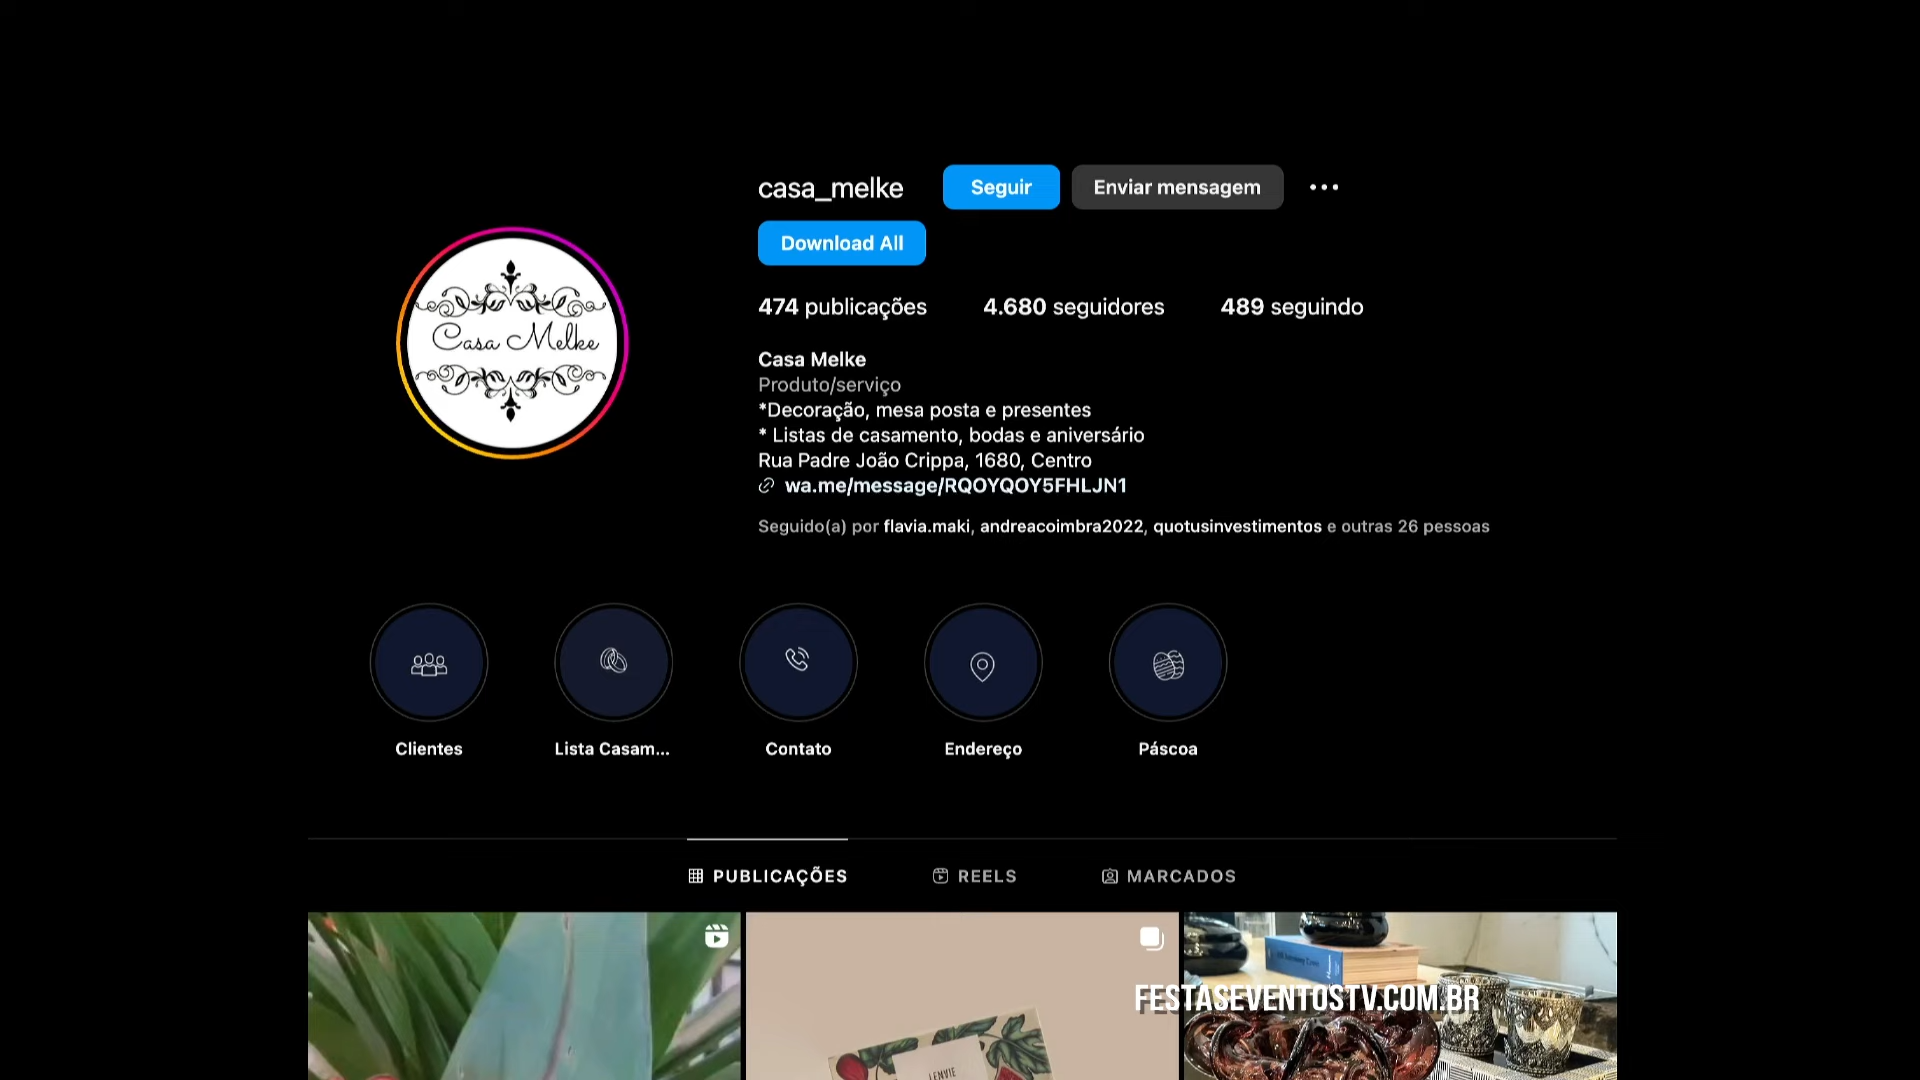 casa_melke
Seguir
Enviar mensagem
Download All
474 publicações
4.680 seguidores
489 seguindo
Casa Melke
Casa Melke
Produto/serviço
*Decoração, mesa posta e presentes
* Listas de casamento, bodas e aniversário
Rua Padre João Crippa, 1680, Centro
wa.me/message/RQOYQOY5FHLJN1
Seguido(a) por flavia.maki, andreacoimbra2022, quotusinvestimentos e outras 26 pessoas
Clientes
Lista Casam...
Contato
Endereço
Páscoa
PUBLICAÇÕES
REELS
MARCADOS
FESTASEVENTOSTV.COM.BR